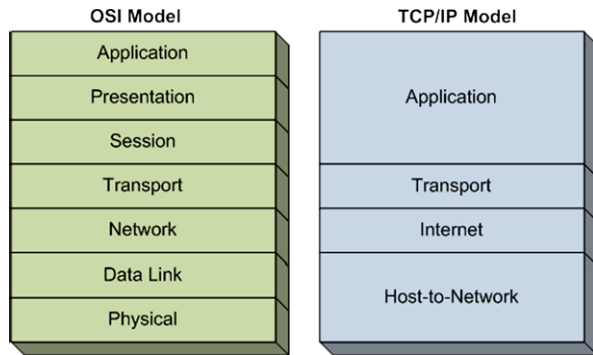 OSI Model
Application
Presentation
Session
Transport
Network
Data Link
Physical
TCP/IP Model
Application
Transport
Internet
Host-to-Network